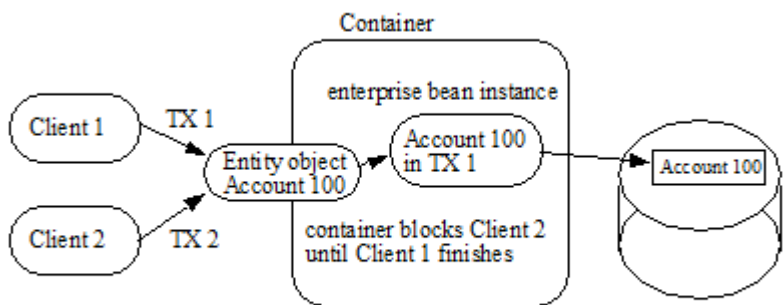 Container
enterprise bean instance
Client 1
TX 1
Entity object
Account 100
Account 100
in TX 1
Account 100
Client 2
TX 2
container blocks Client 2
until Client 1 finishes